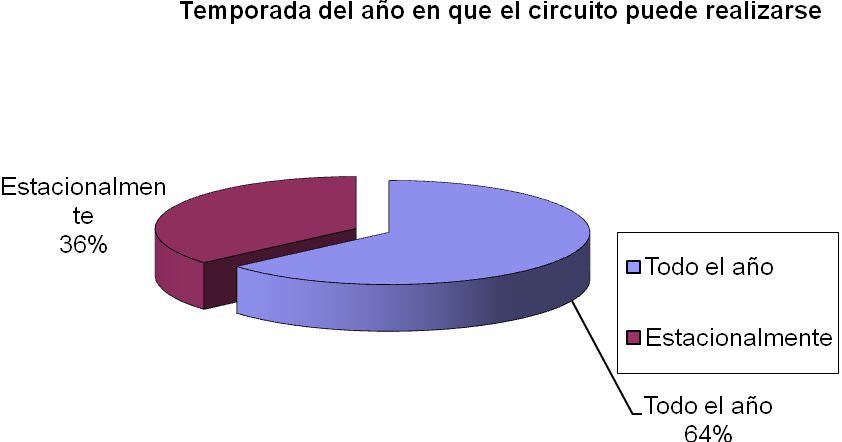 Temporada del año en que el circuito puede realizarse
Estacionalmen
te
36%
Todo el año
Estacionalmente
Todo el año
64%